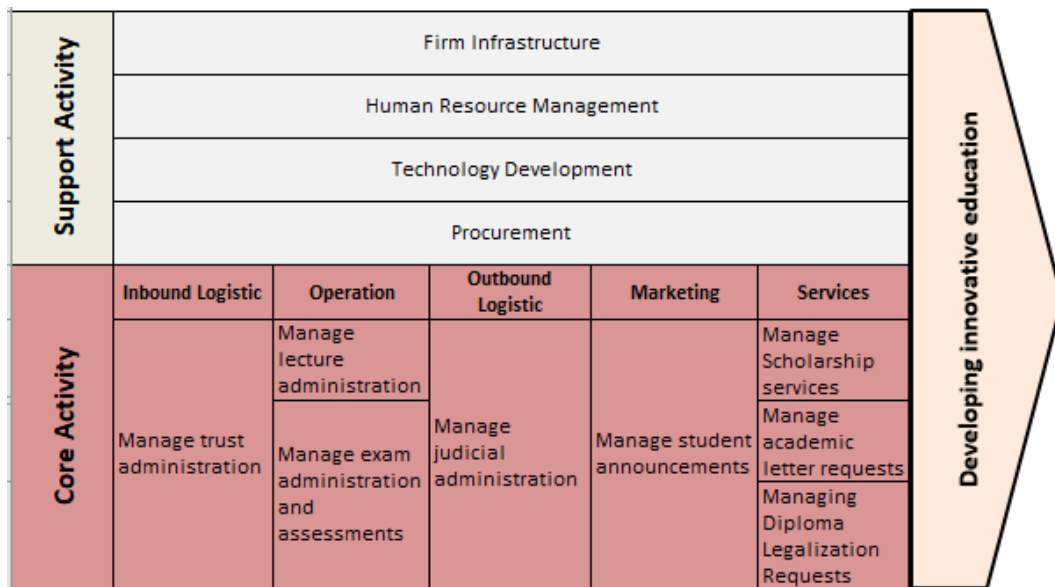 Support Activity
Firm Infrastructure
Human Resource Management
Technology Development
Procurement
Core Activity
Inbound Logistic
Operation
Outbound
Logistic
Marketing
Services
Manage trust
administration
Manage
lecture
administration
Manage exam
administration
and
assessments
Manage
judicial
administration
Manage student
announcements
Manage
Scholarship
services
Manage
academic
letter requests
Managing
Diploma
Legalization
Requests
Developing innovative education